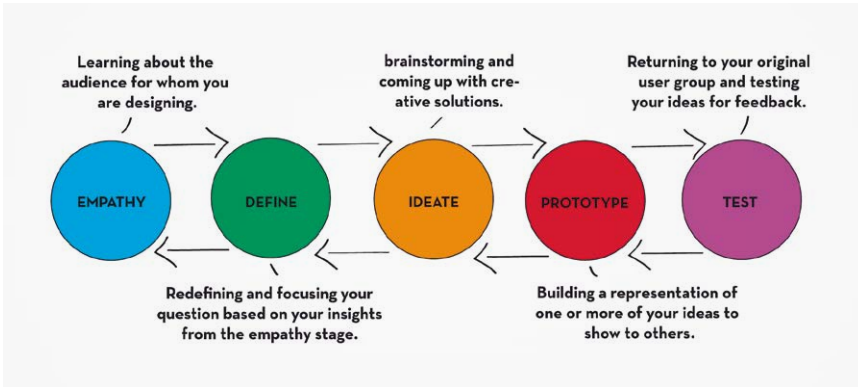 Learning about the
audience for whom you
are designing.
brainstorming and
coming up with cre-
ative solutions.
Returning to your original
user group and testing
your ideas for feedback.
EMPATHY
DEFINE
IDEATE
PROTOTYPE
TEST
Redefining and focusing your
question based on your insights
from the empathy stage.
Building a representation of
one or more of your ideas to
show to others.